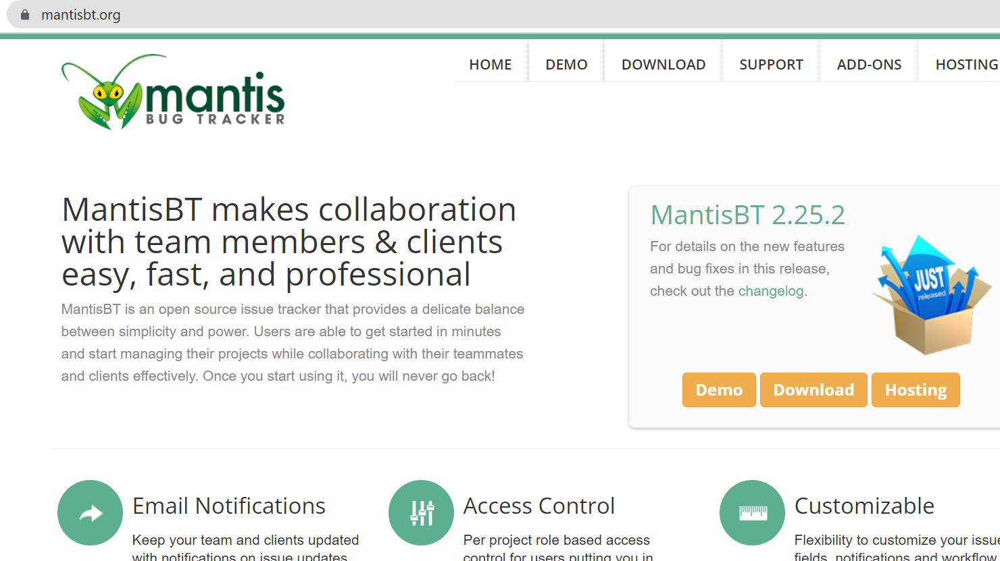 mantisbt.org
HOME
DEMO
DOWNLOAD
SUPPORT
ADD-ONS
HOSTING
mantis
BUG TRACKER
MantisBT makes collaboration
with team members & clients
easy, fast, and professional
MantisBT is an open source issue tracker that provides a delicate balance
between simplicity and power. Users are able to get started in minutes
and start managing their projects while collaborating with their teammates
and clients effectively. Once you start using it, you will never go back!
MantisBT 2.25.2
For details on the new features
and bug fixes in this release,
check out the changelog.
JUST
released
Demo
Download
Hosting
Email Notifications
Keep your team and clients updated
with notifications on issue updates,
Access Control
Per project role based access
control for users putting you in
Customizable
Flexibility to customize your issue
fields, notifications and workflow